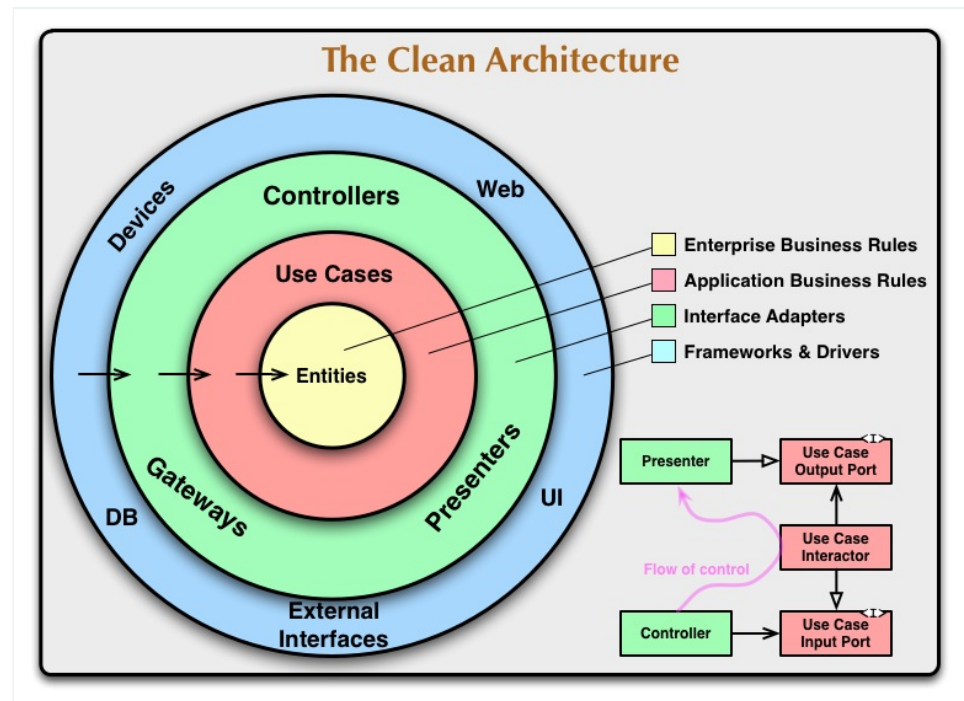 The Clean Architecture
Devices
Web
Controllers
Use Cases
Entities
Gateways
Presenters
DB
UI
External
Interfaces
Enterprise Business Rules
Application Business Rules
Interface Adapters
Frameworks & Drivers
Presenter
<I>
Use Case
Output Port
Use Case
Interactor
Flow of control
Controller
<I>
Use Case
Input Port